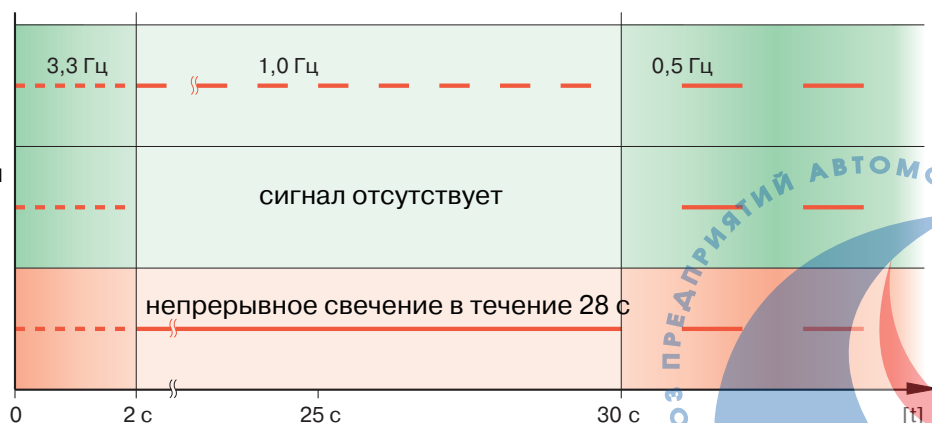 3,3 Гц 1,0 Гц 0,5 Гц
сигнал отсутствует
непрерывное свечение в течение 28 с
0 2 с 25 с 30 с [t]
ПРЕДПРИЯТИЙ